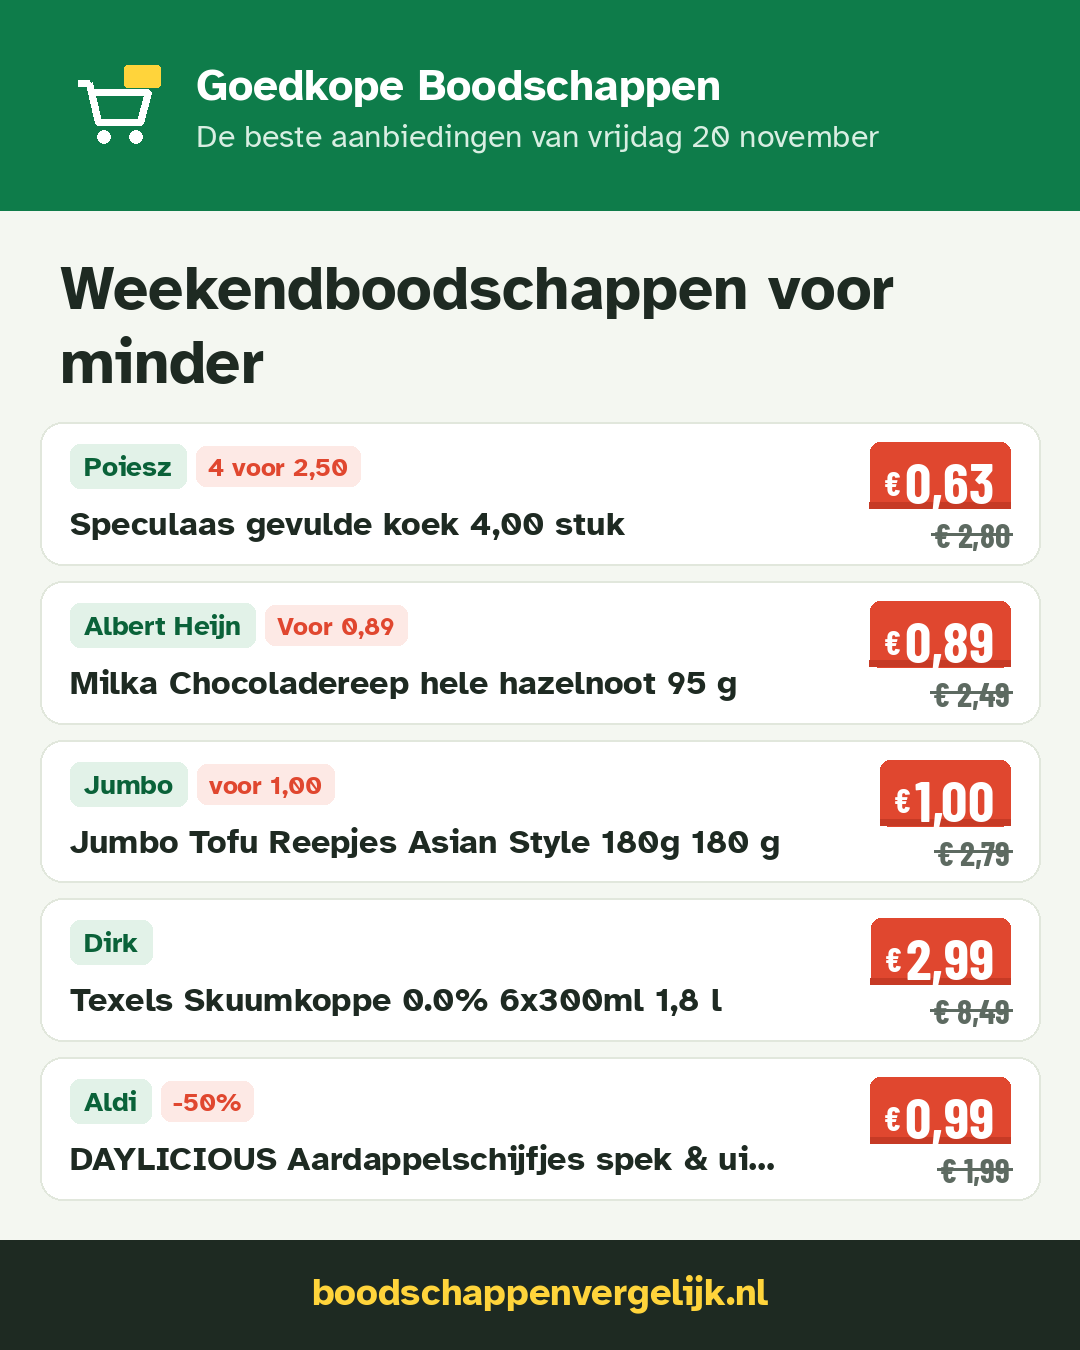 Goedkope Boodschappen
De beste aanbiedingen van vrijdag 20 november
Weekendboodschappen voor
minder
Poiesz
4 voor 2,50
Speculaas gevulde koek 4,00 stuk
€ 0,63
€ 2,80
Albert Heijn
Voor 0,89
Milka Chocoladereep hele hazelnoot 95 g
€ 0,89
€ 2,49
Jumbo
voor 1,00
Jumbo Tofu Reepjes Asian Style 180g 180 g
€ 1,00
€ 2,79
Dirk
Texels Skuumkoppe 0.0% 6x300ml 1,8 l
€ 2,99
€ 8,49
Aldi
-50%
DAYLICIOUS Aardappelschijfjes spek & ui...
€ 0,99
€ 1,99
boodschappenvergelijk.nl